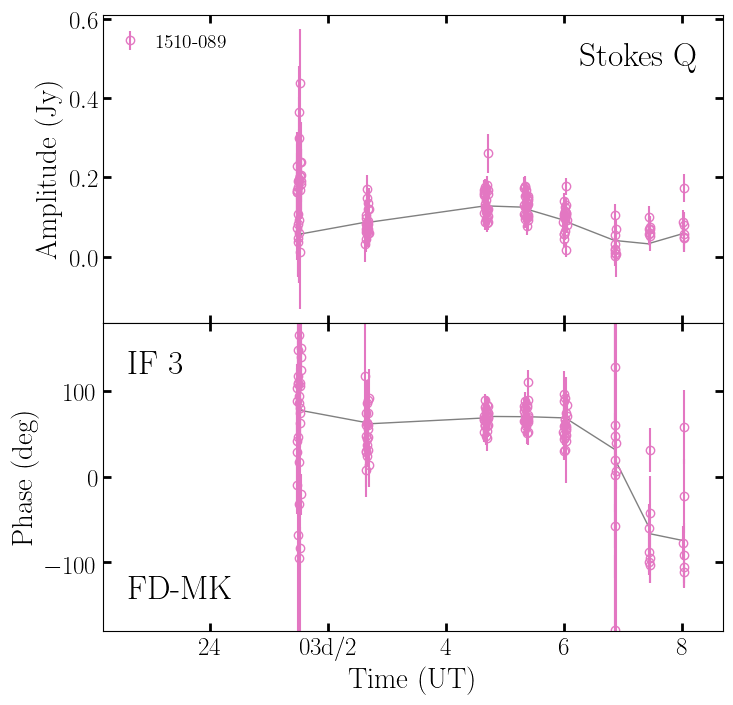 0.6
1510-089
Stokes Q
0.4
0.2
0.0
Amplitude (Jy)
IF 3
100
0
−100
Phase (deg)
FD-MK
24 03d/2 4 6 8
Time (UT)